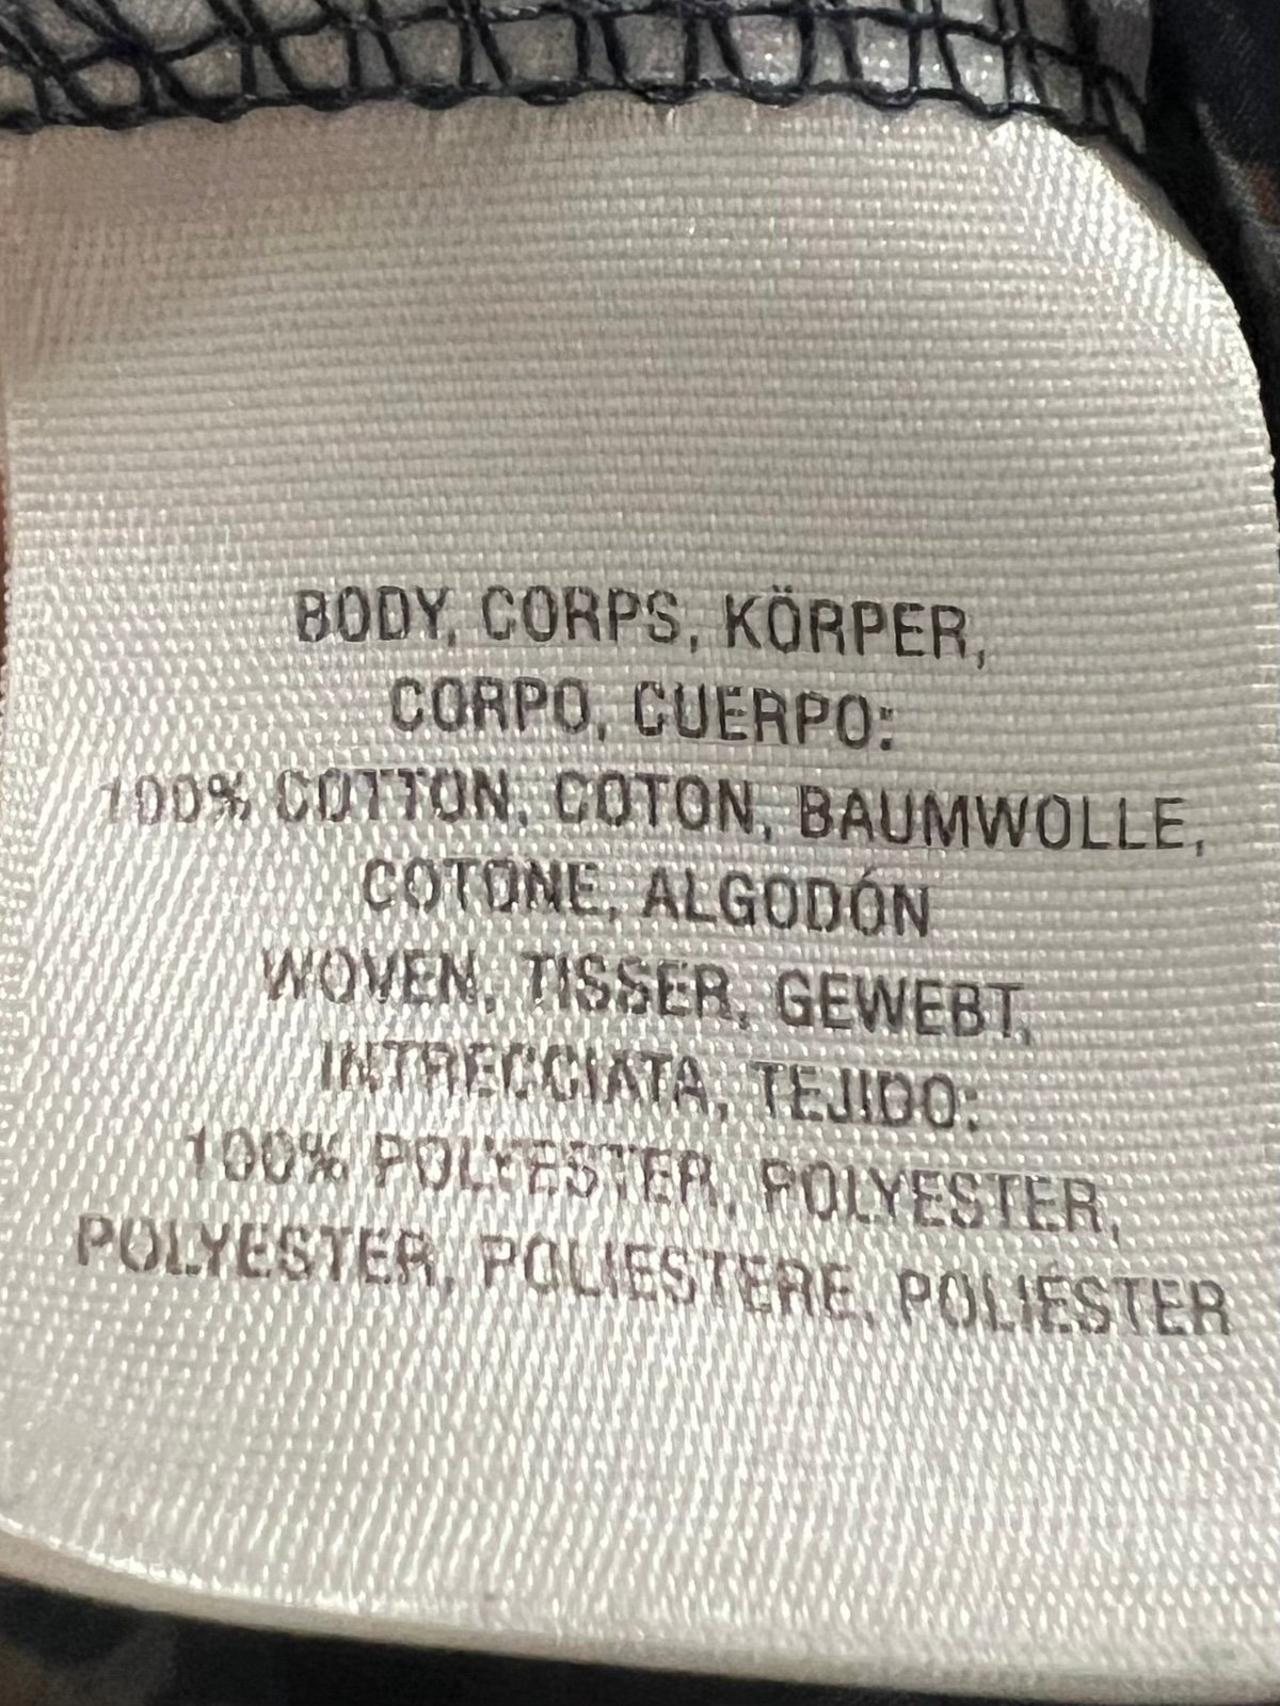 BODY, CORPS, KÖRPER,
CORPO, CUERPO:
100% COTTON, COTON, BAUMWOLLE,
COTONE, ALGODÓN
WOVEN, TISSER, GEWEBT,
INTRECCIATA, TEJIDO:
100% POLYESTER, POLYESTER,
POLYESTER, POLIESTERE, POLIÉSTER